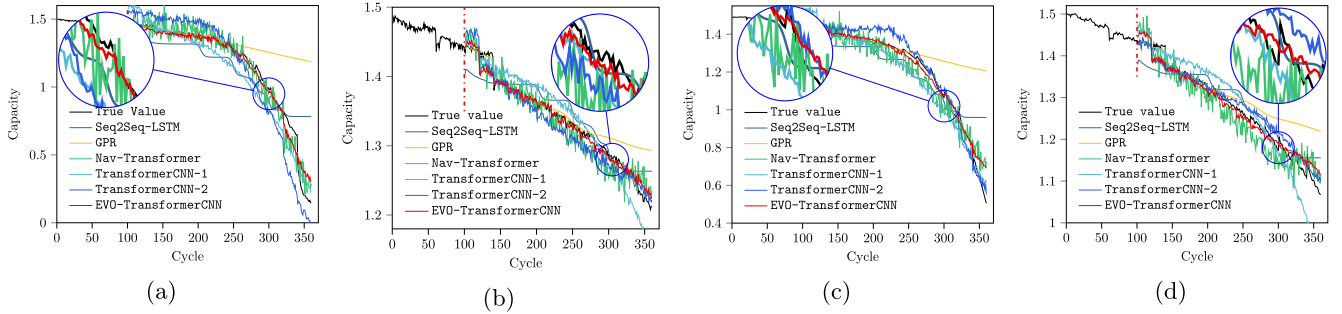 1.5
1
0.5
0
Capacity
True Value
Seq2Seq-LSTM
GPR
Nav-Transformer
TransformerCNN-1
TransformerCNN-2
EVO-TransformerCNN
0 50 100 150 200 250 300 350
Cycle
(a)
1.5
1.4
1.3
1.2
Capacity
True value
Seq2Seq-LSTM
GPR
Nav-Transformer
TransformerCNN-1
TransformerCNN-2
EVO-TransformerCNN
0 50 100 150 200 250 300 350
Cycle
(b)
1.4
1.2
1
0.8
0.6
0.4
Capacity
True value
Seq2Seq-LSTM
GPR
Nav-Transformer
TransformerCNN-1
TransformerCNN-2
EVO-TransformerCNN
0 50 100 150 200 250 300 350
Cycle
(c)
1.5
1.4
1.3
1.2
1.1
1
Capacity
True value
Seq2Seq-LSTM
GPR
Nav-Transformer
TransformerCNN-1
TransformerCNN-2
EVO-TransformerCNN
0 50 100 150 200 250 300 350
Cycle
(d)